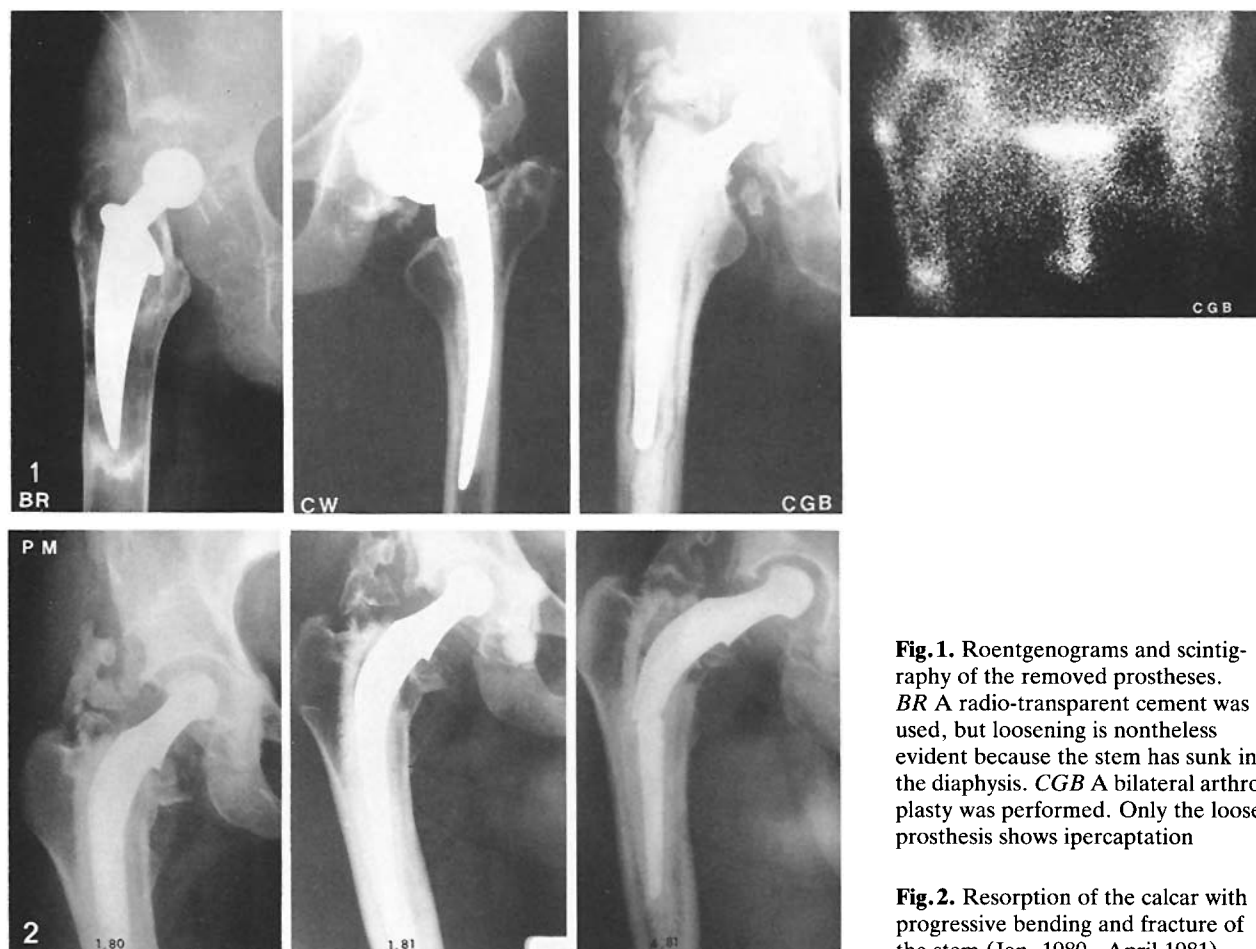 1
BR
CW
CGB
CGB
PM
2
1.80
1.81
4.81
Fig.1. Roentgenograms and scintig-
raphy of the removed prostheses.
BR A radio-transparent cement was
used, but loosening is nontheless
evident because the stem has sunk in
the diaphysis. CGB A bilateral arthro
plasty was performed. Only the loose
prosthesis shows ipercaptation
Fig.2. Resorption of the calcar with
progressive bending and fracture of
the stem (Jan. 1980–April 1981)